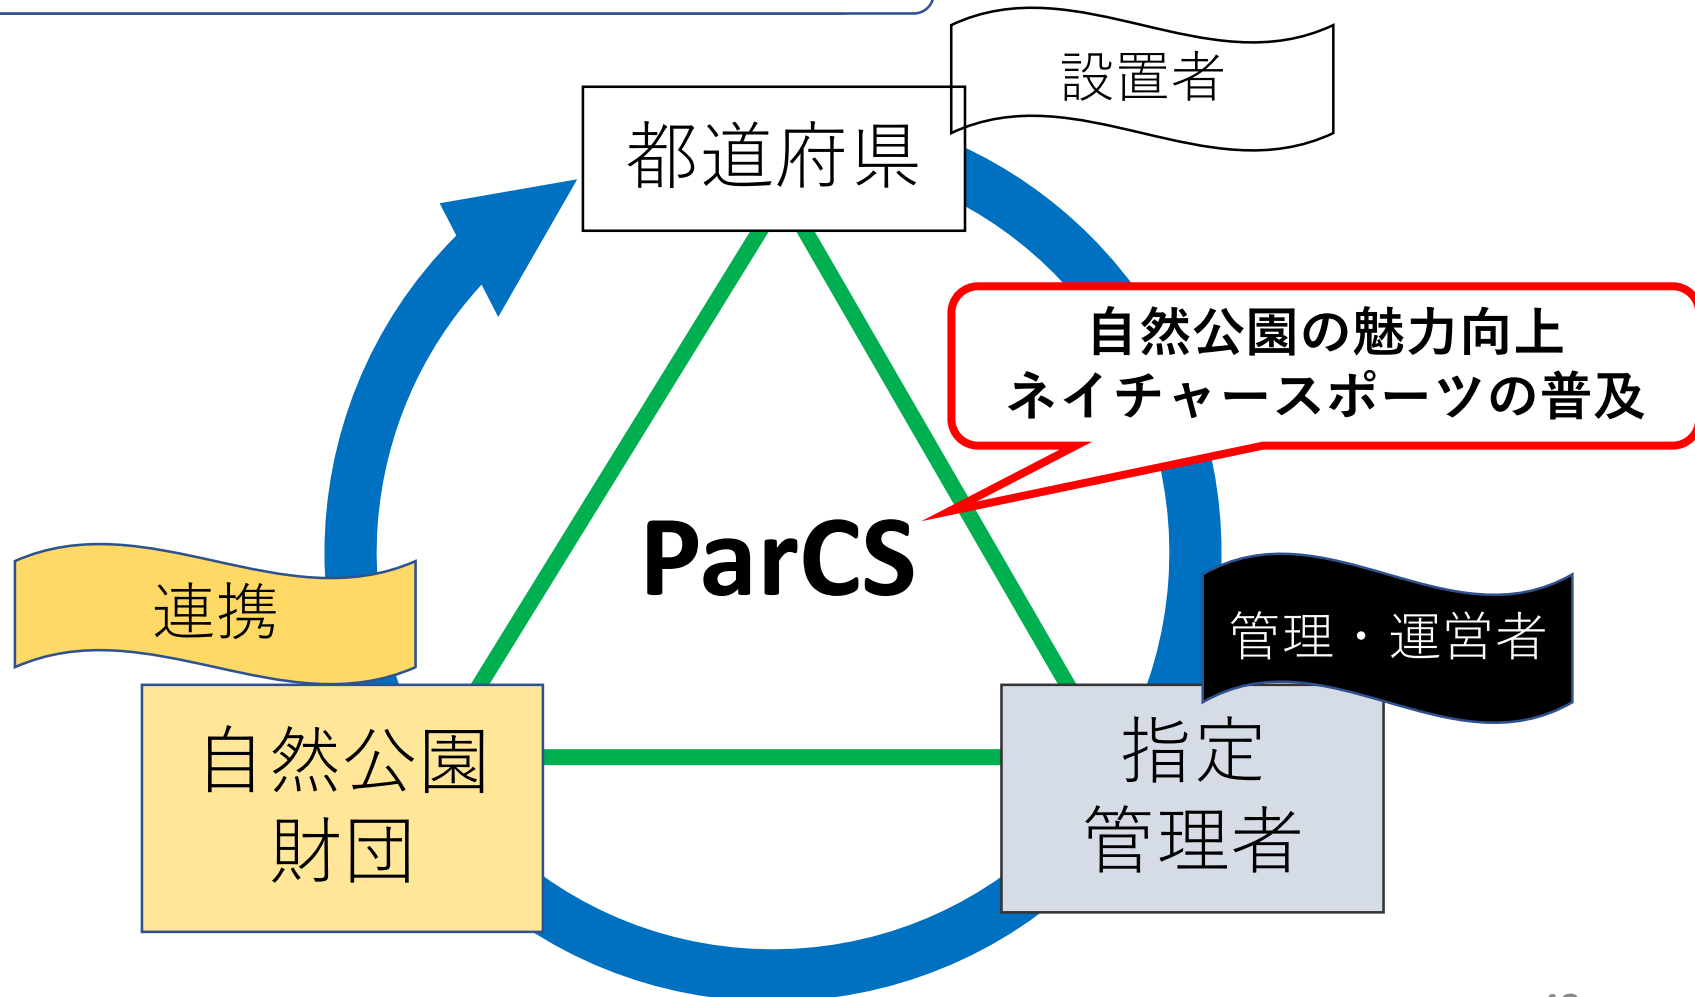 設置者
都道府県
自然公園の魅力向上
ネイチャースポーツの普及
ParCS
連携
管理・運営者
自然公園
財団
指定
管理者